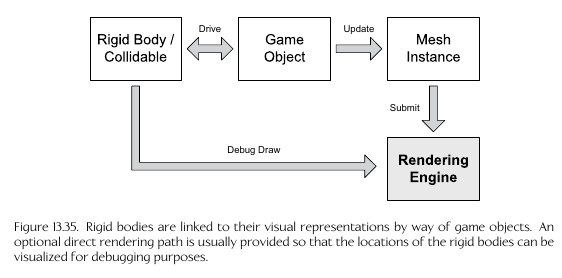 Rigid Body /
Collidable
Drive
Game
Object
Update
Mesh
Instance
Submit
Debug Draw
Rendering
Engine
Figure 13.35. Rigid bodies are linked to their visual representations by way of game objects. An
optional direct rendering path is usually provided so that the locations of the rigid bodies can be
visualized for debugging purposes.